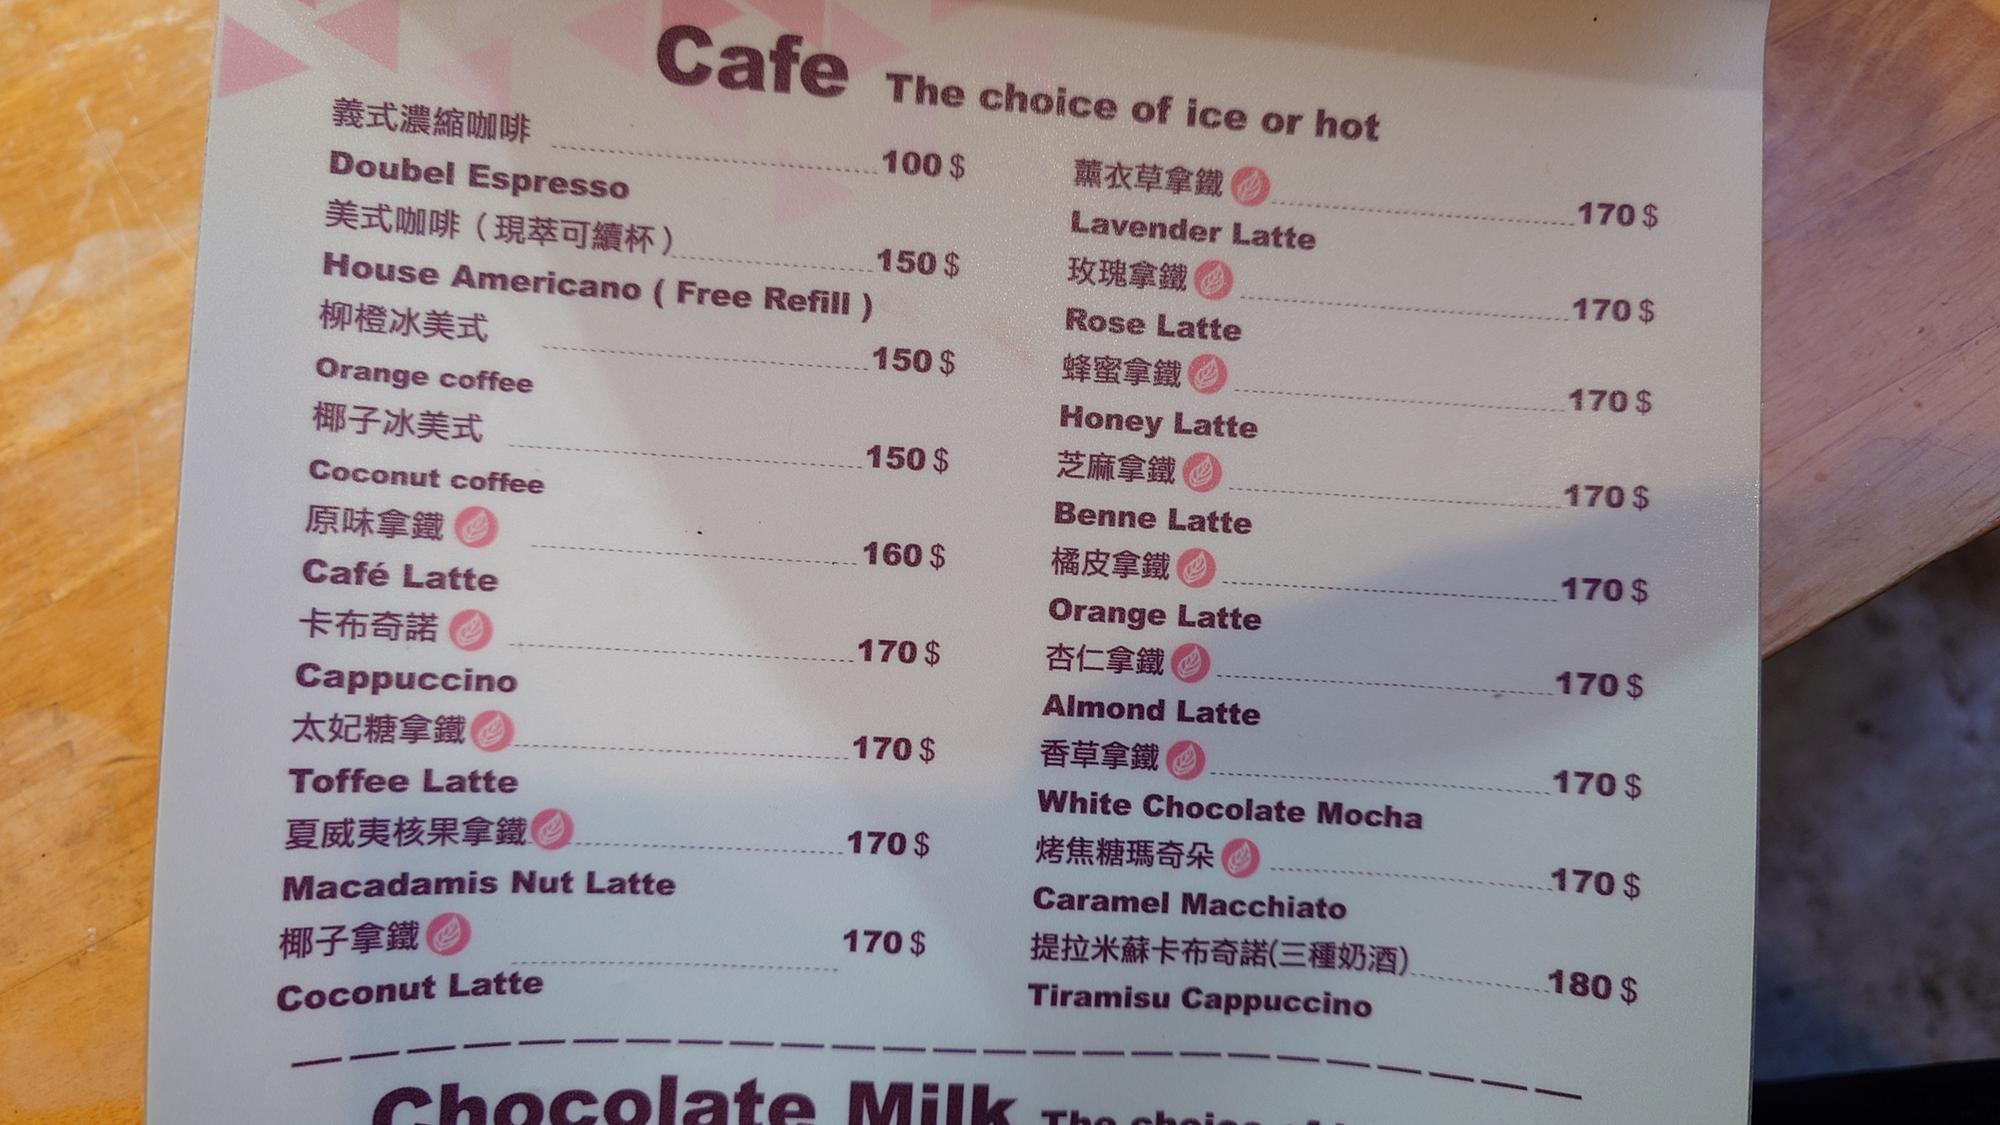 Cafe The choice of ice or hot
義式濃縮咖啡 100 $
Doubel Espresso
美式咖啡（現萃可續杯） 150 $
House Americano ( Free Refill )
柳橙冰美式 150 $
Orange coffee
椰子冰美式 150 $
Coconut coffee
原味拿鐵 160 $
Café Latte
卡布奇諾 170 $
Cappuccino
太妃糖拿鐵 170 $
Toffee Latte
夏威夷核果拿鐵 170 $
Macadamis Nut Latte
椰子拿鐵 170 $
Coconut Latte
薰衣草拿鐵 170 $
Lavender Latte
玫瑰拿鐵 170 $
Rose Latte
蜂蜜拿鐵 170 $
Honey Latte
芝麻拿鐵 170 $
Benne Latte
橘皮拿鐵 170 $
Orange Latte
杏仁拿鐵 170 $
Almond Latte
香草拿鐵 170 $
White Chocolate Mocha
烤焦糖瑪奇朵 170 $
Caramel Macchiato
提拉米蘇卡布奇諾(三種奶酒) 180 $
Tiramisu Cappuccino
Chocolate Milk The choice of